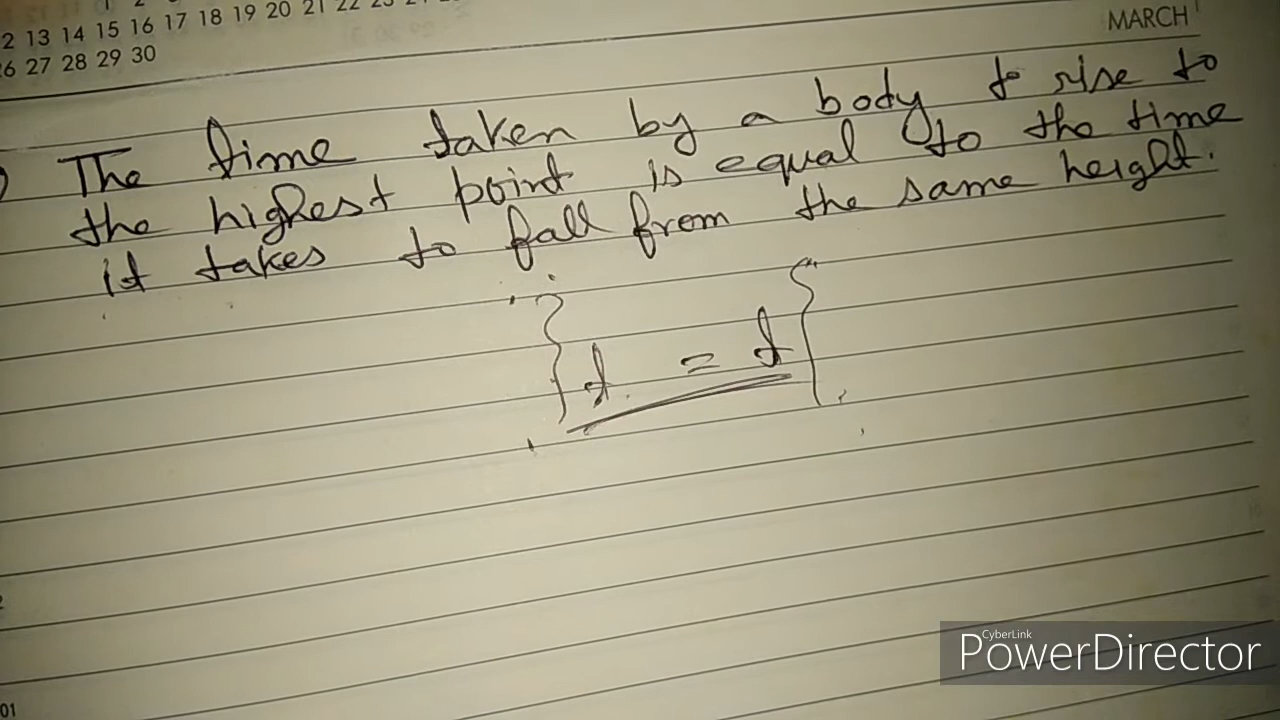 2 13 14 15 16 17 18 19 20 21 22 23
26 27 28 29 30
MARCH
The time taken by a body to rise to
the highest point is equal to the time
it takes to fall from the same height.
t = t
01
CyberLink
PowerDirector